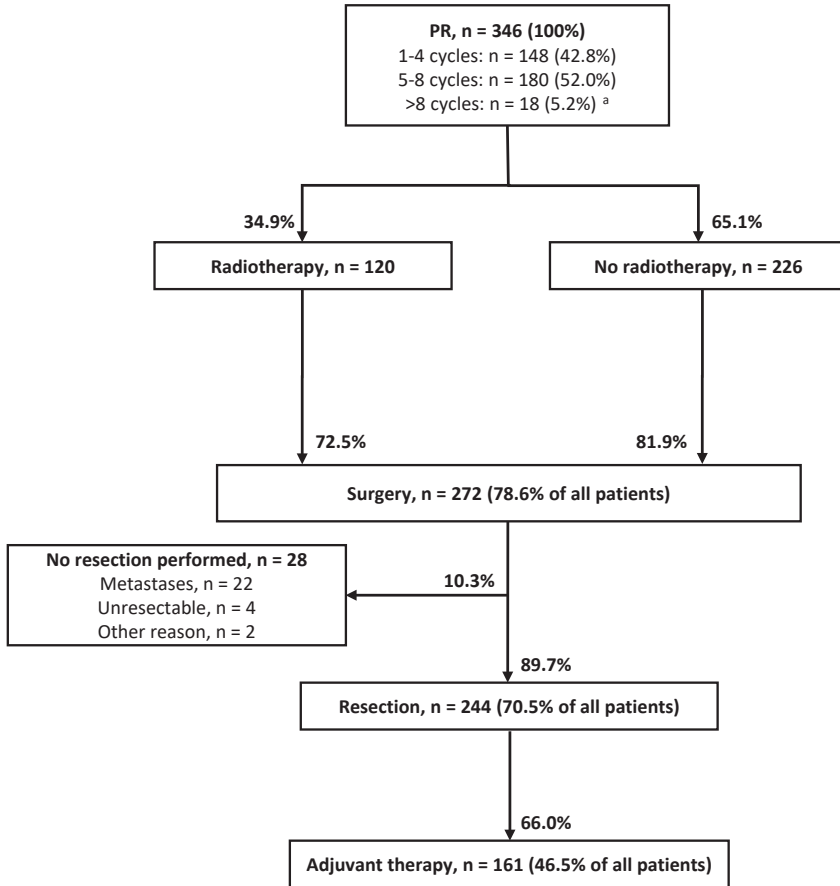 PR, n = 346 (100%)
1-4 cycles: n = 148 (42.8%)
5-8 cycles: n = 180 (52.0%)
>8 cycles: n = 18 (5.2%) a
34.9%
65.1%
Radiotherapy, n = 120
No radiotherapy, n = 226
72.5%
81.9%
Surgery, n = 272 (78.6% of all patients)
No resection performed, n = 28
Metastases, n = 22
Unresectable, n = 4
Other reason, n = 2
10.3%
89.7%
Resection, n = 244 (70.5% of all patients)
66.0%
Adjuvant therapy, n = 161 (46.5% of all patients)